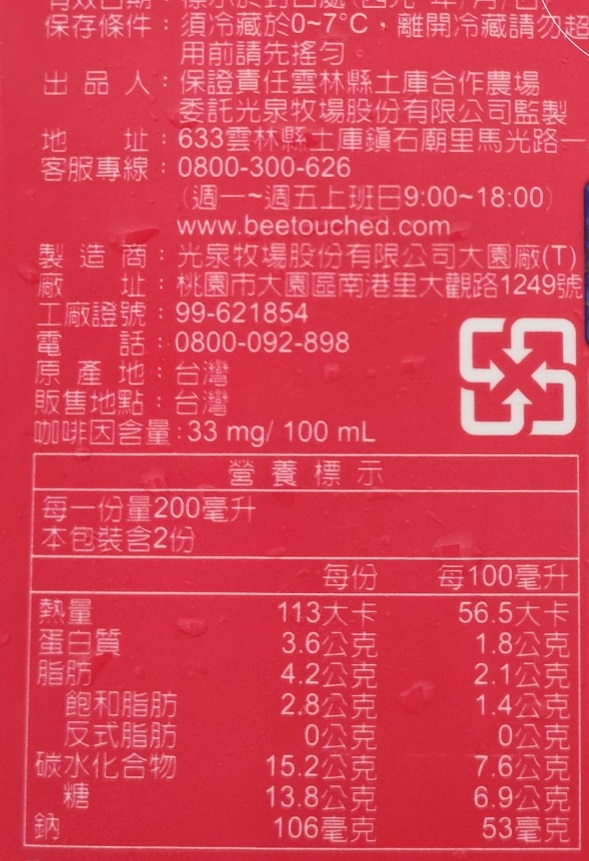 保存條件：須冷藏於0~7°C，離開冷藏請勿超
用前請先搖勻。
出品人：保證責任雲林縣土庫合作農場
委託光泉牧場股份有限公司監製
地址：633雲林縣土庫鎮石廟里馬光路一
客服專線：0800-300-626
(週一~週五上班日9:00~18:00)
www.beetouched.com
製造商：光泉牧場股份有限公司大園廠(T)
廠址：桃園市大園區南港里大觀路1249號
工廠證號：99-621854
電話：0800-092-898
原產地：台灣
販售地點：台灣
咖啡因含量：33 mg/ 100 mL
營養標示
每一份量200毫升
本包裝含2份
每份 每100毫升
熱量 113大卡 56.5大卡
蛋白質 3.6公克 1.8公克
脂肪 4.2公克 2.1公克
飽和脂肪 2.8公克 1.4公克
反式脂肪 0公克 0公克
碳水化合物 15.2公克 7.6公克
糖 13.8公克 6.9公克
鈉 106毫克 53毫克